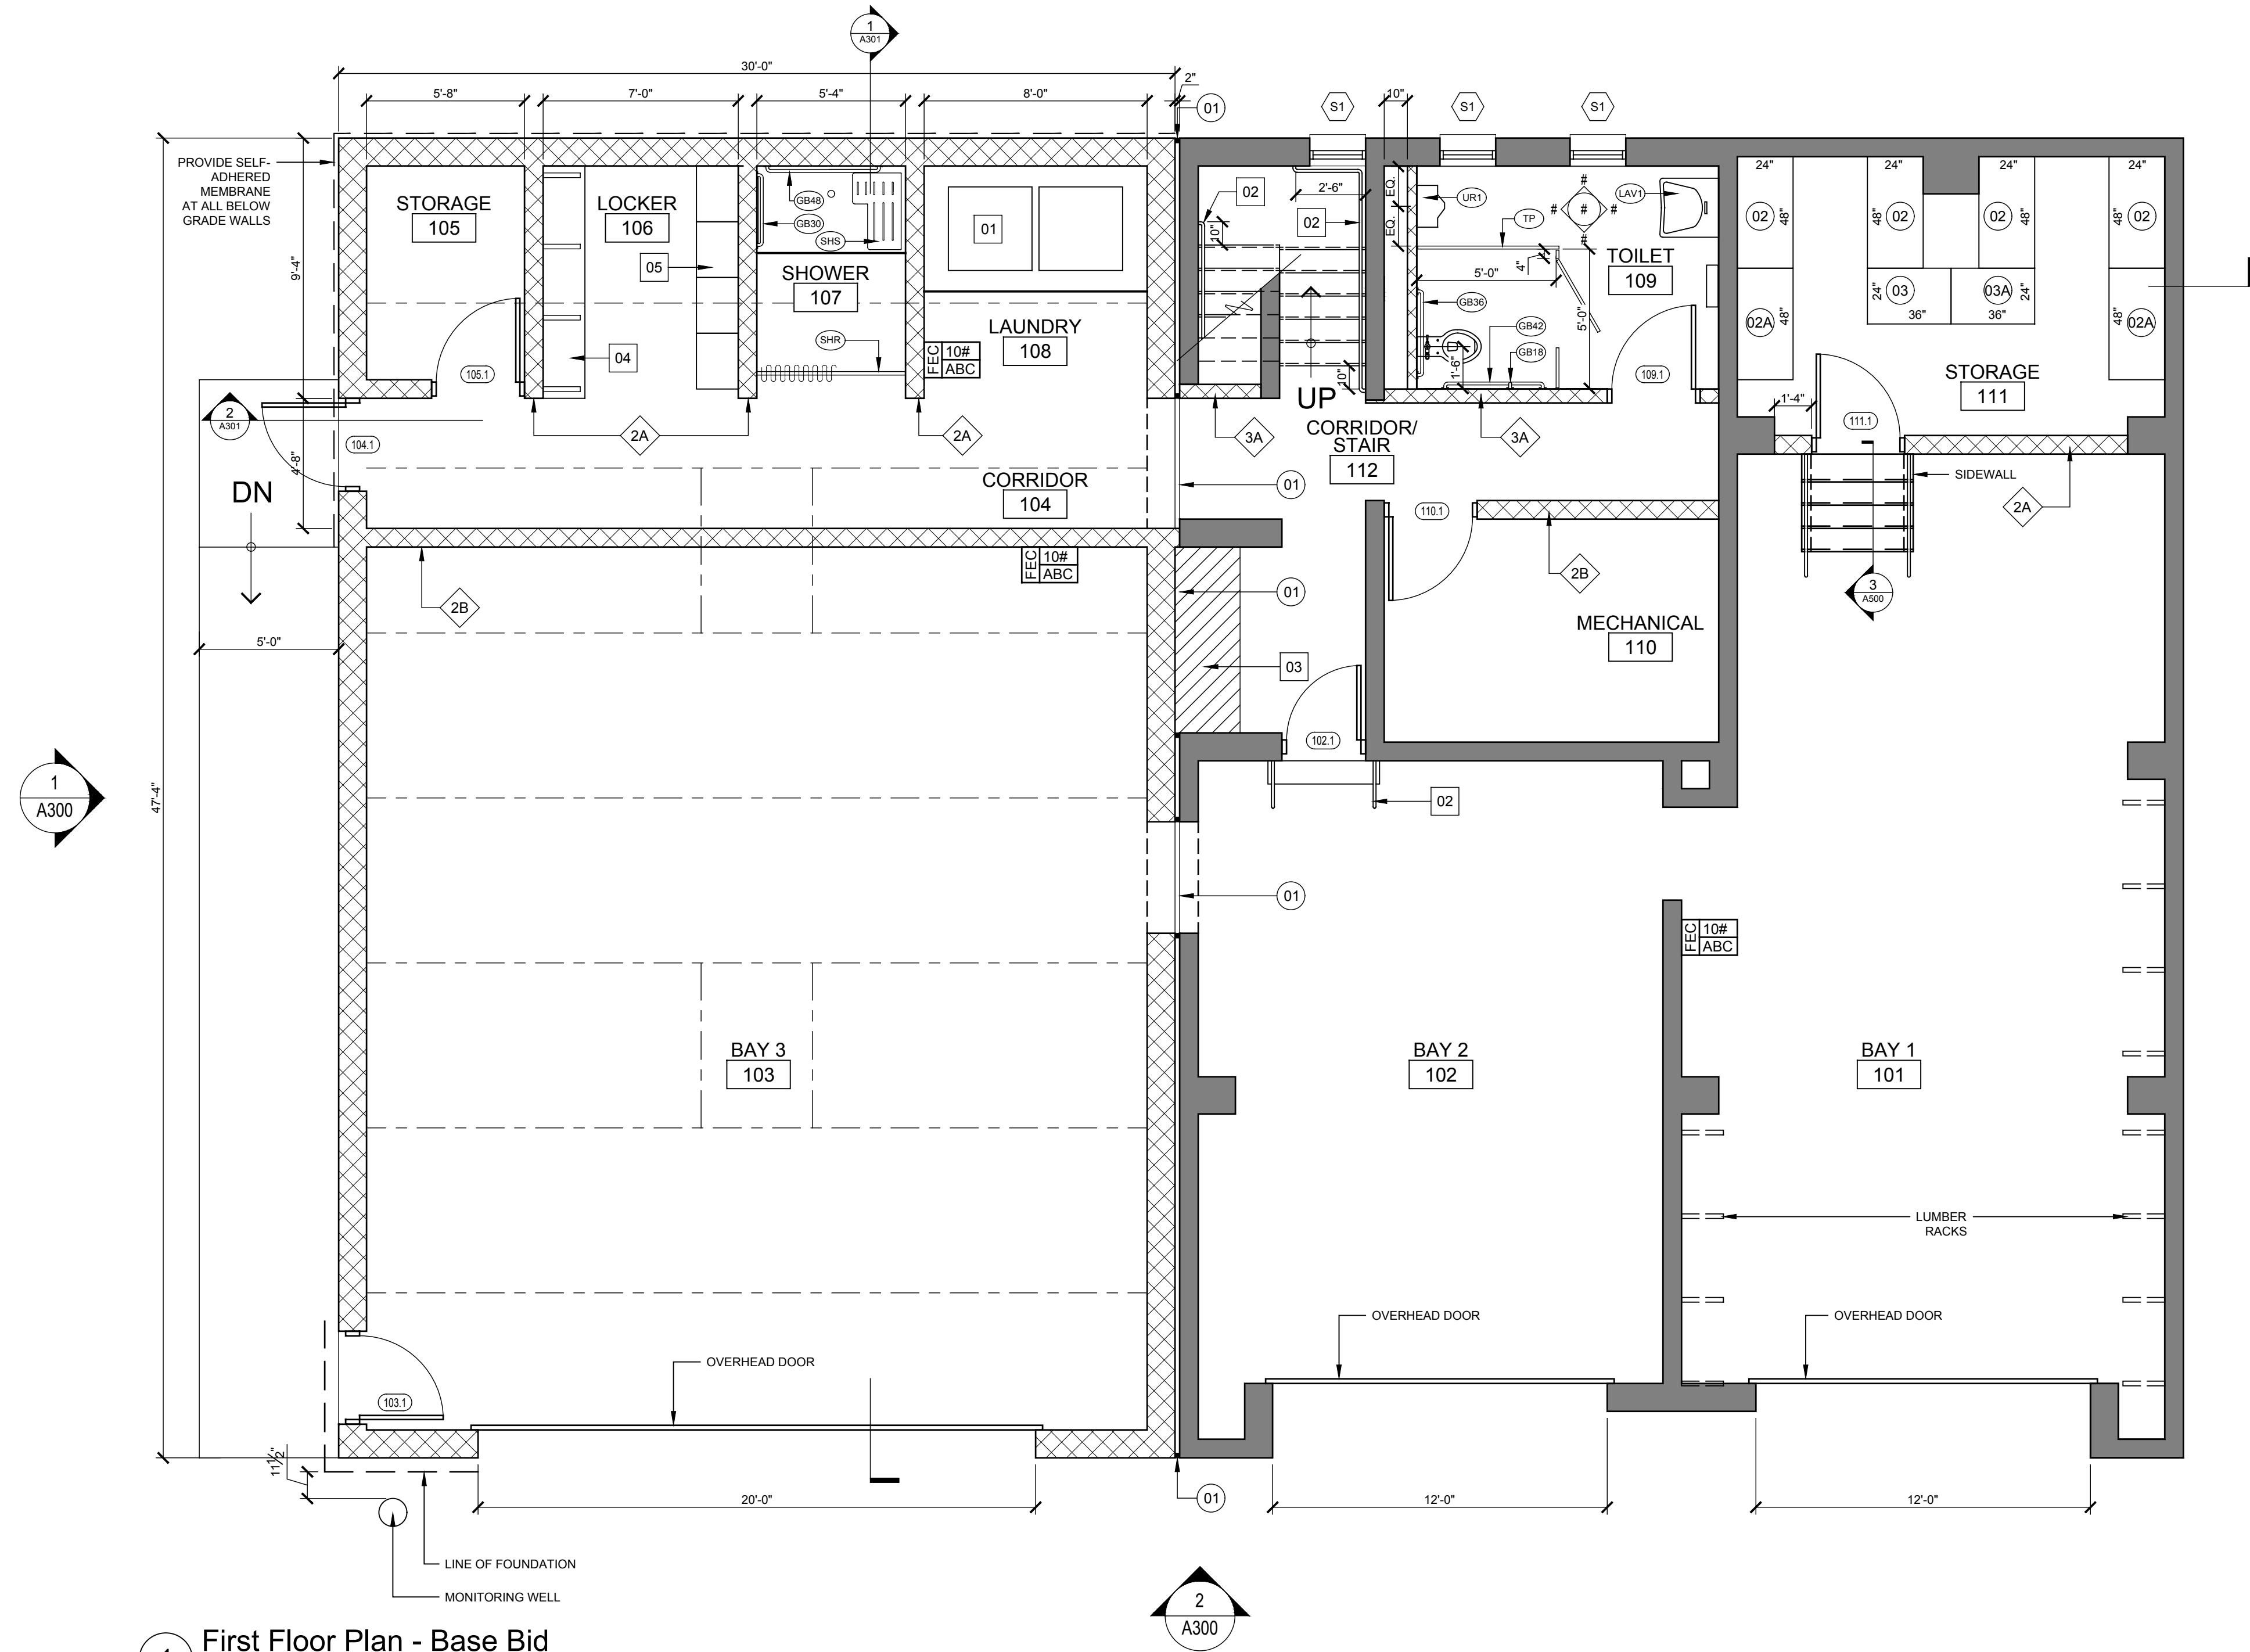 1
A301
30'-0"
2"
5'-8"
7'-0"
5'-4"
8'-0"
01
S1
10"
S1
S1
PROVIDE SELF-
ADHERED
MEMBRANE
AT ALL BELOW
GRADE WALLS
STORAGE
105
LOCKER
106
GB48
GB30
SHS
01
02
10"
2'-6"
02
EQ.
EQ.
UR1
TP
#
#
#
#
#
LAV1
24"
24"
24"
24"
02
48"
48"
02
02
48"
48"
02
9'-4"
05
SHOWER
107
TOILET
109
4"
5'-0"
5'-0"
24"
03
36"
03A
24"
36"
02A
48"
48"
02A
LAUNDRY
108
GB36
GB42
GB18
1'-6"
04
SHR
FEC
10#
ABC
105.1
109.1
10"
UP
STORAGE
111
1'-4"
111.1
2
A301
104.1
4'-8"
2A
2A
3A
CORRIDOR/
STAIR
112
3A
DN
CORRIDOR
104
01
SIDEWALL
2A
110.1
FEC
10#
ABC
2B
01
2B
3
A500
MECHANICAL
110
5'-0"
03
102.1
1
A300
47'-4"
02
01
FEC
10#
ABC
BAY 3
103
BAY 2
102
BAY 1
101
LUMBER
RACKS
OVERHEAD DOOR
OVERHEAD DOOR
OVERHEAD DOOR
103.1
11½"
20'-0"
01
12'-0"
12'-0"
LINE OF FOUNDATION
MONITORING WELL
2
A300
First Floor Plan - Base Bid